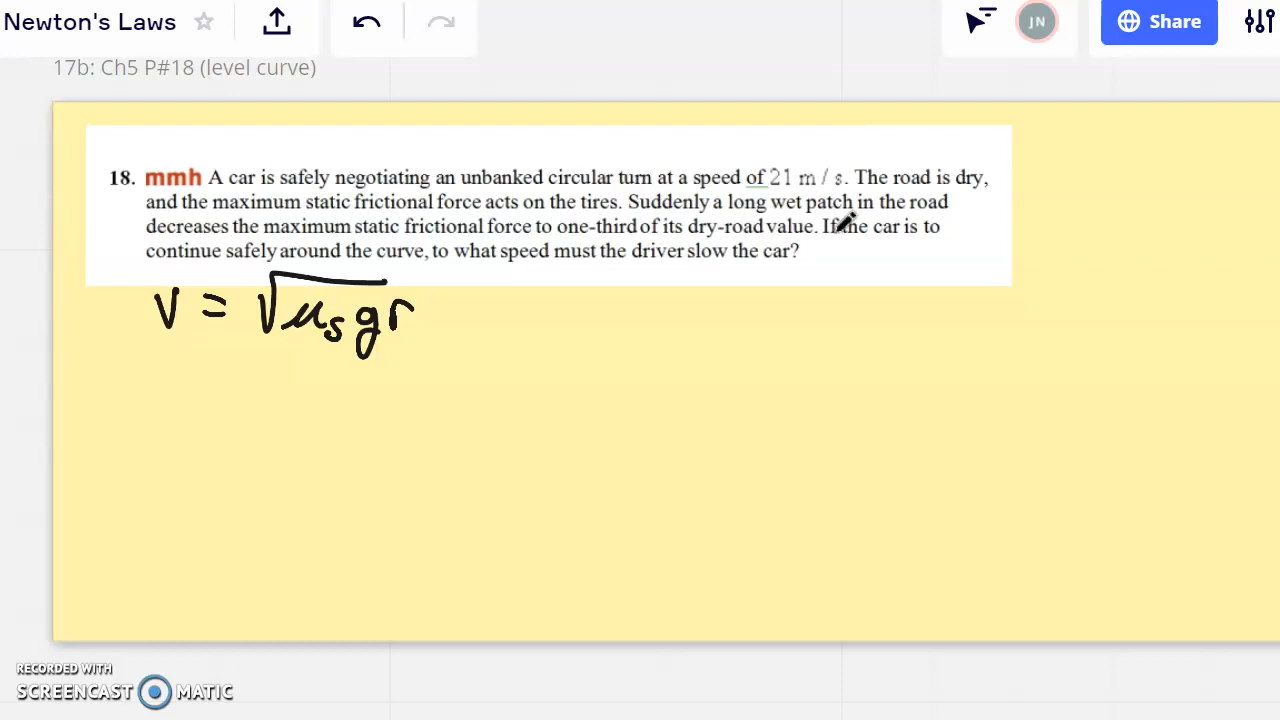 Newton's Laws
JN
Share
17b: Ch5 P#18 (level curve)
18. mmh A car is safely negotiating an unbanked circular turn at a speed of 21 m / s. The road is dry,
and the maximum static frictional force acts on the tires. Suddenly a long wet patch in the road
decreases the maximum static frictional force to one-third of its dry-road value. If the car is to
continue safely around the curve, to what speed must the driver slow the car?
v = √μsgr
RECORDED WITH
SCREENCAST MATIC